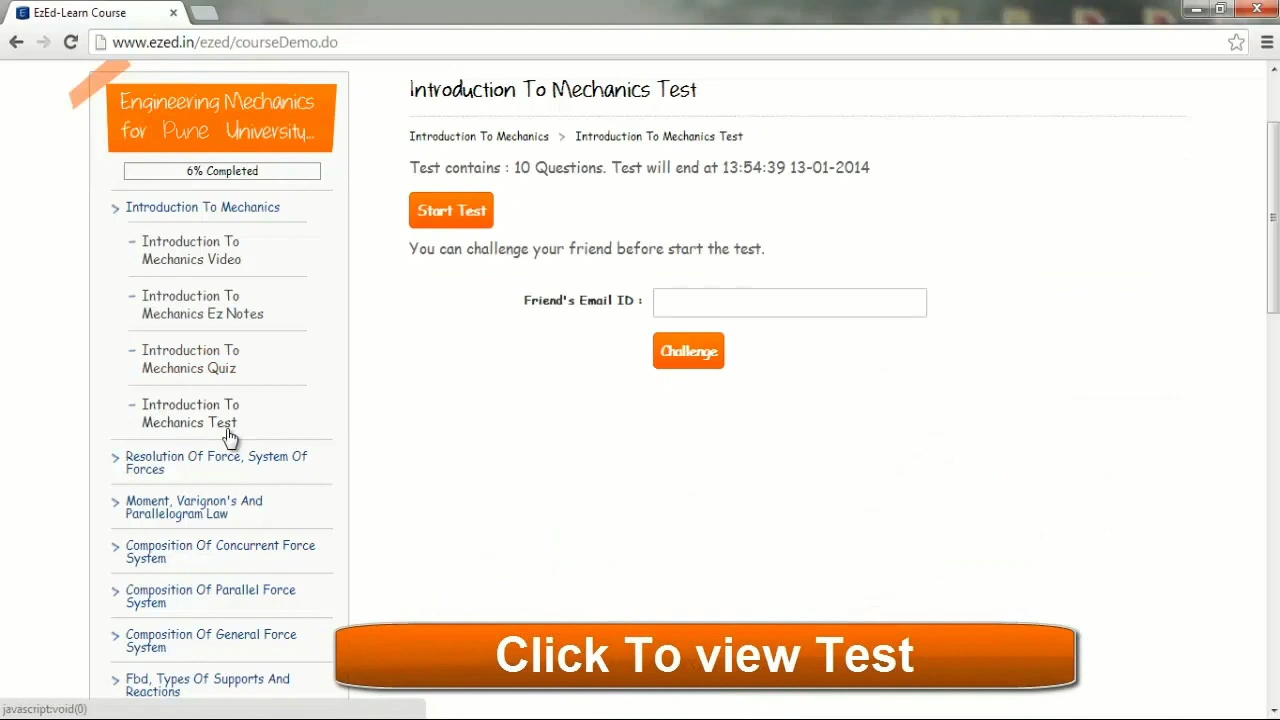 EzEd-Learn Course
www.ezed.in/ezed/courseDemo.do
Engineering Mechanics
for Pune University...
6% Completed
Introduction To Mechanics
Introduction To
Mechanics Video
Introduction To
Mechanics Ez Notes
Introduction To
Mechanics Quiz
Introduction To
Mechanics Test
Resolution Of Force, System Of
Forces
Moment, Varignon's And
Parallelogram Law
Composition Of Concurrent Force
System
Composition Of Parallel Force
System
Composition Of General Force
System
Fbd, Types Of Supports And
Reactions
Introduction To Mechanics Test
Introduction To Mechanics > Introduction To Mechanics Test
Test contains : 10 Questions. Test will end at 13:54:39 13-01-2014
Start Test
You can challenge your friend before start the test.
Friend's Email ID :
Challenge
Click To view Test
javascript:void(0)